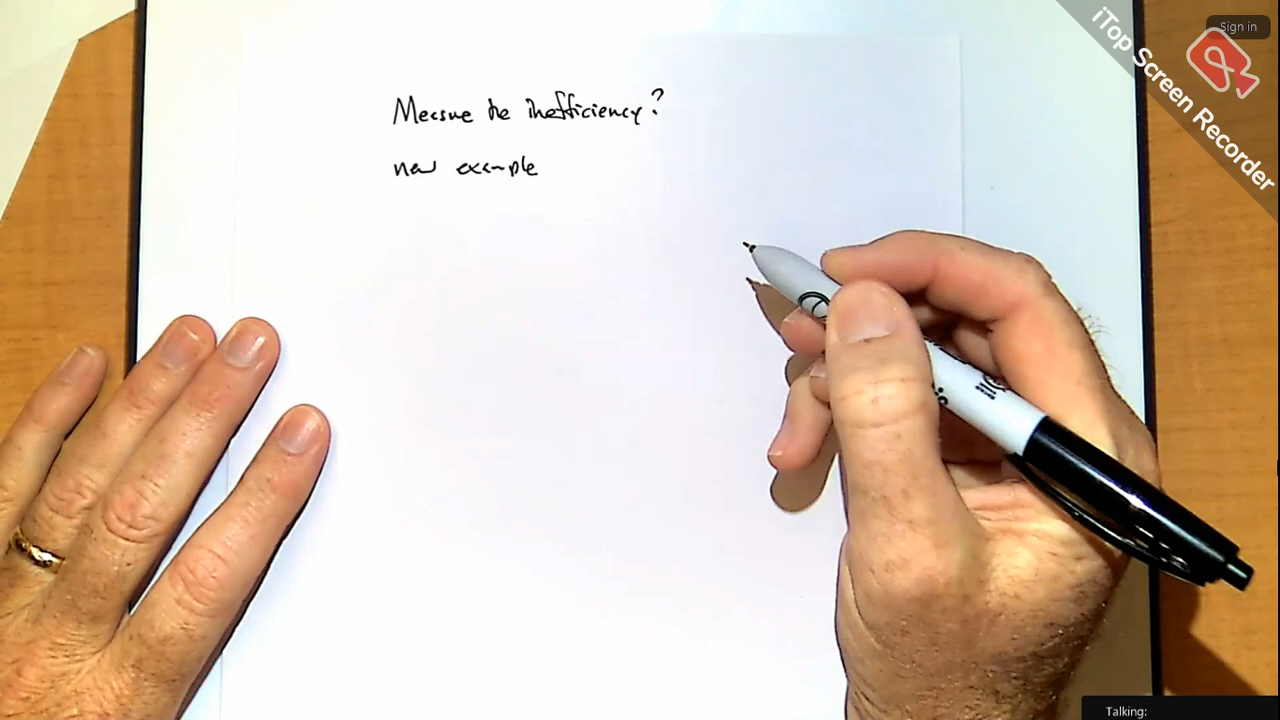 Measure the inefficiency?
new example
iTop Screen Recorder
Sign in
Talking: